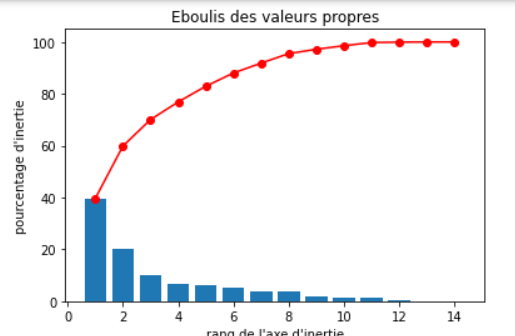 Eboulis des valeurs propres
100
80
60
40
20
0
pourcentage d'inertie
0 2 4 6 8 10 12 14
rang de l'axe d'inertie